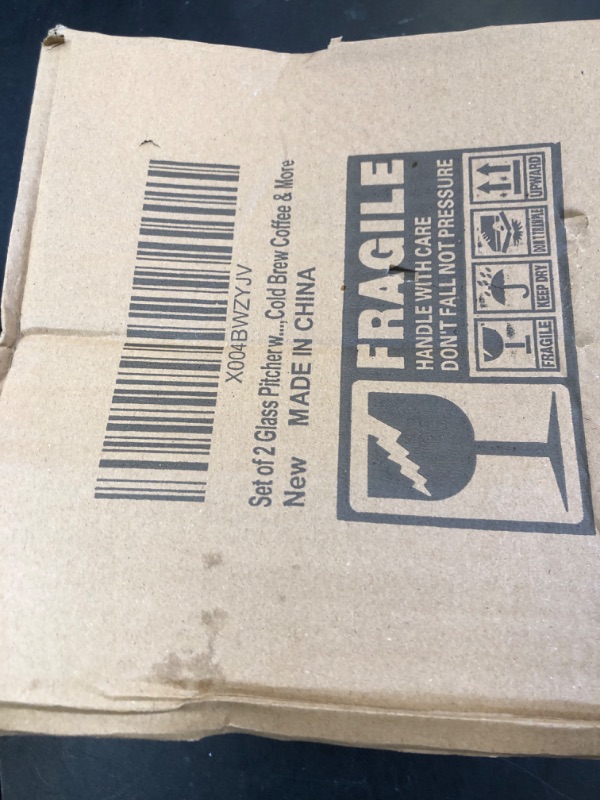 X004BWZYJV
Set of 2 Glass Pitcher w....Cold Brew Coffee & More
New MADE IN CHINA
FRAGILE
HANDLE WITH CARE
DON'T FALL NOT PRESSURE
FRAGILE
KEEP DRY
UPWARD